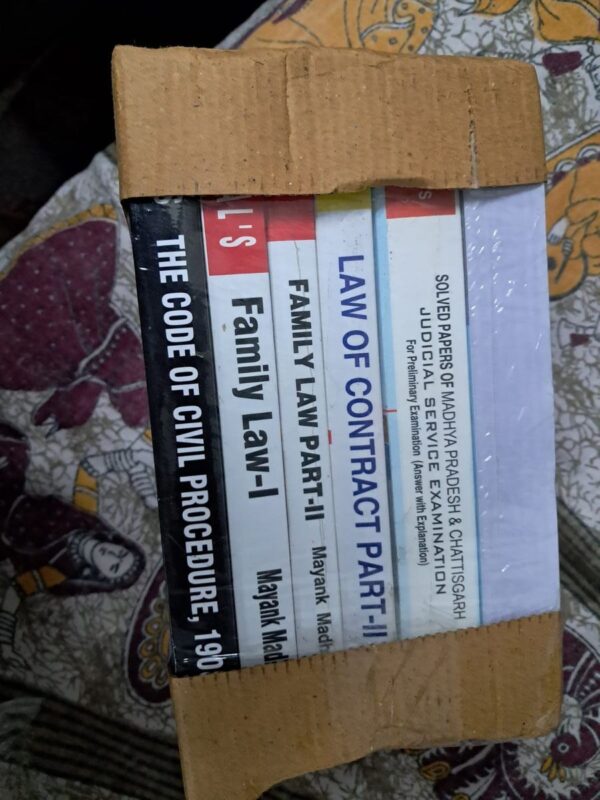 THE CODE OF CIVIL PROCEDURE, 190
AL'S
Family Law-I
Mayank Mad
FAMILY LAW PART-II
Mayank Madh
LAW OF CONTRACT PART-II
SOLVED PAPERS OF MADHYA PRADESH & CHATTISGARH
JUDICIAL SERVICE EXAMINATION
For Preliminary Examination (Answer with Explanation)